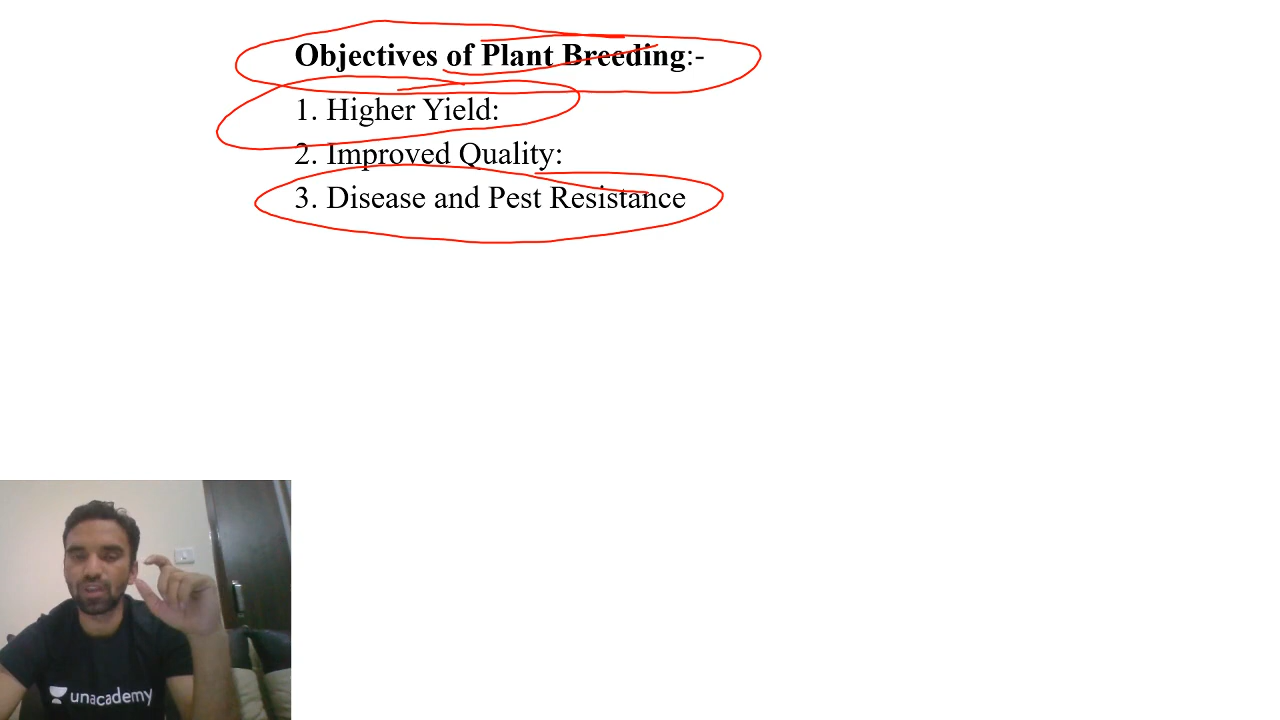 Objectives of Plant Breeding:-
1. Higher Yield:
2. Improved Quality:
3. Disease and Pest Resistance
unacademy